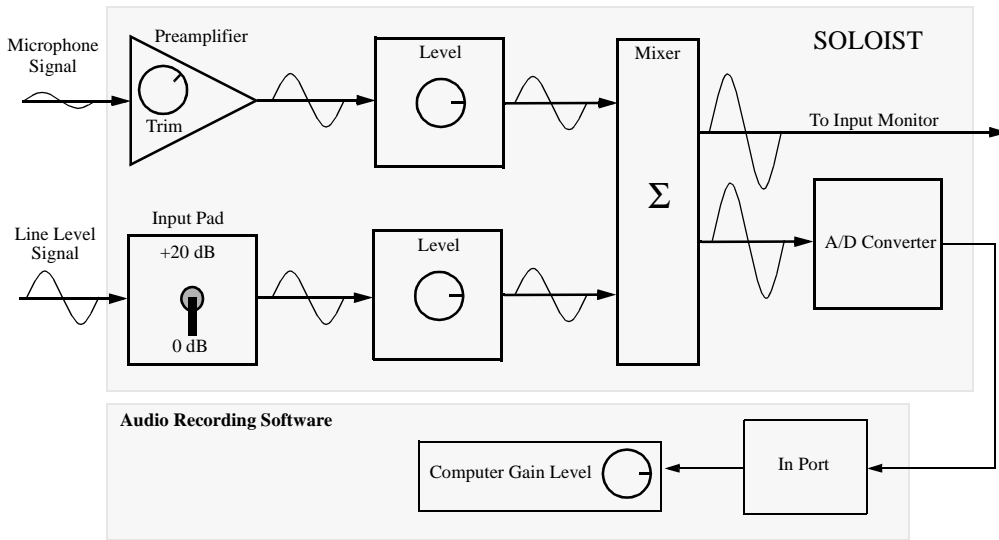 SOLOIST
Microphone
Signal
Preamplifier
Trim
Level
Mixer
Σ
To Input Monitor
Line Level
Signal
Input Pad
+20 dB
0 dB
Level
A/D Converter
Audio Recording Software
Computer Gain Level
In Port